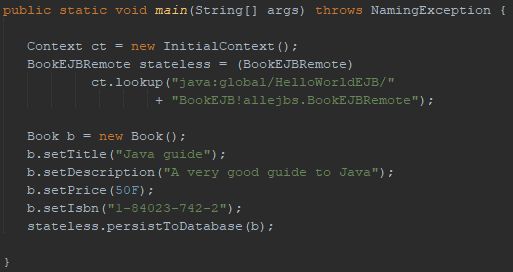 public static void main(String[] args) throws NamingException {
Context ct = new InitialContext();
BookEJBRemote stateless = (BookEJBRemote)
ct.lookup("java:global/HelloWorldEJB/"
+ "BookEJB!allejbs.BookEJBRemote");
Book b = new Book();
b.setTitle("Java guide");
b.setDescription("A very good guide to Java");
b.setPrice(50F);
b.setIsbn("1-84023-742-2");
stateless.persistToDatabase(b);
}